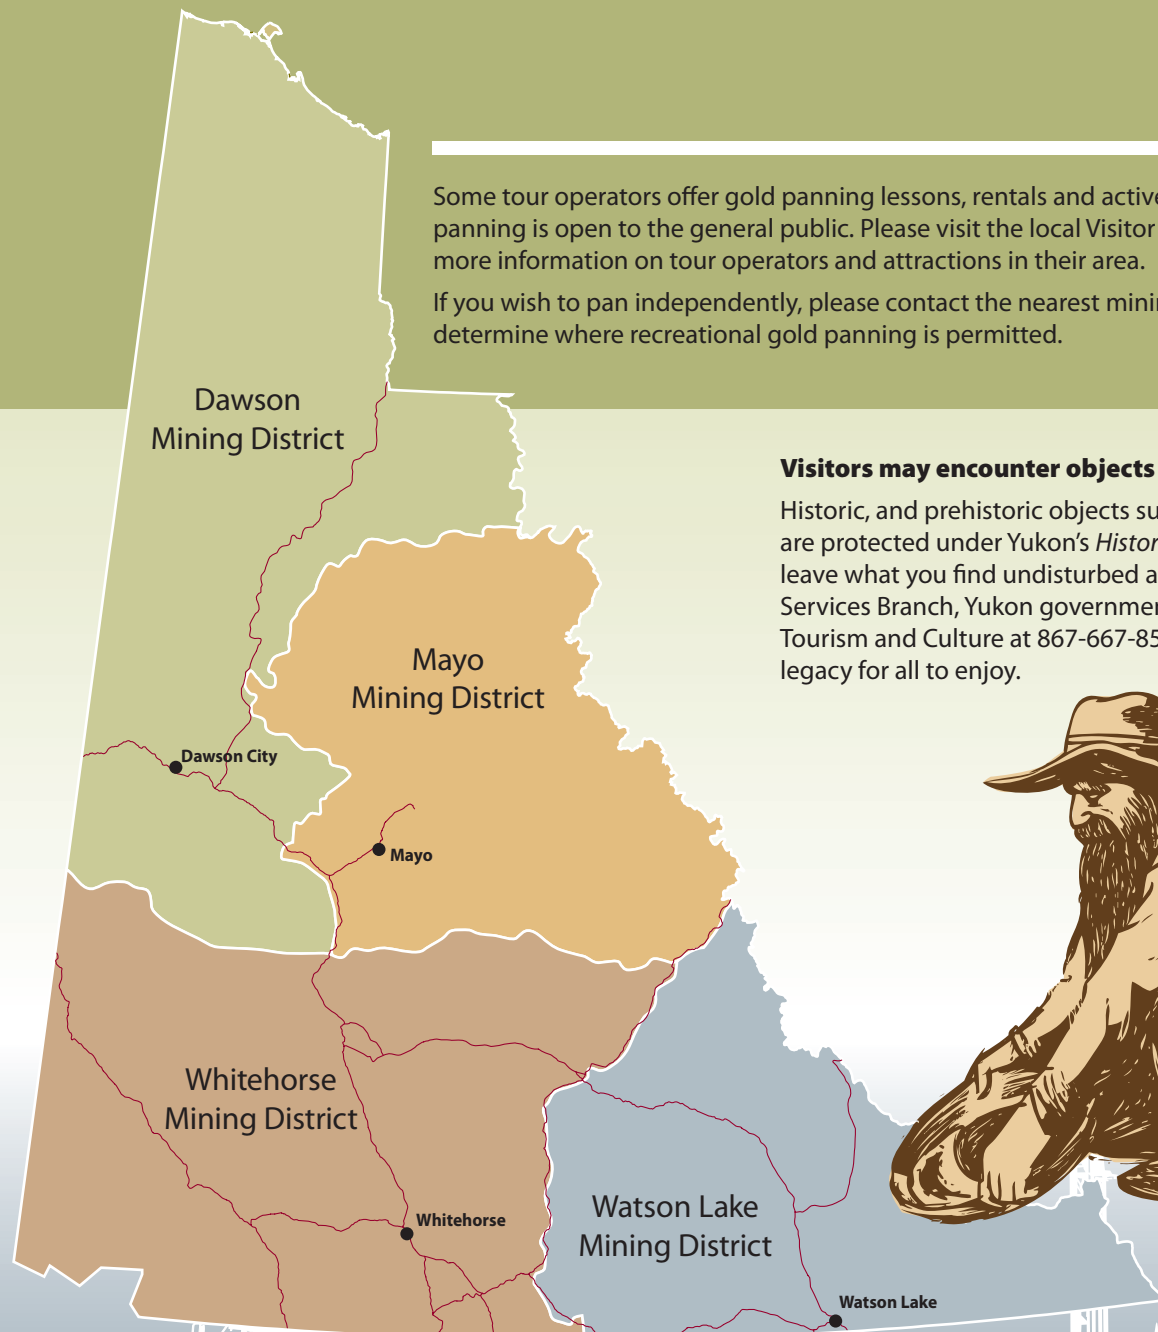 Some tour operators offer gold panning lessons, rentals and active
panning is open to the general public. Please visit the local Visitor
more information on tour operators and attractions in their area.
If you wish to pan independently, please contact the nearest mini
determine where recreational gold panning is permitted.
Dawson
Mining District
Visitors may encounter objects
Historic, and prehistoric objects su
are protected under Yukon's Histor
leave what you find undisturbed a
Services Branch, Yukon governme
Tourism and Culture at 867-667-85
legacy for all to enjoy.
Mayo
Mining District
Dawson City
Mayo
Whitehorse
Mining District
Watson Lake
Mining District
Whitehorse
Watson Lake